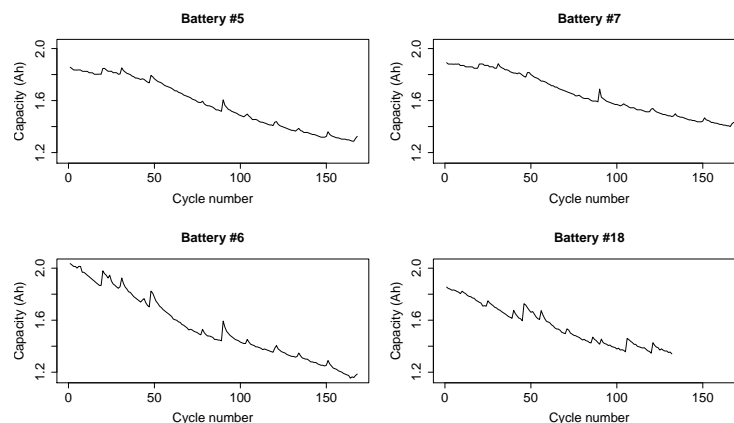 Battery #5
Capacity (Ah)
2.0
1.6
1.2
0 50 100 150
Cycle number
Battery #7
Capacity (Ah)
2.0
1.6
1.2
0 50 100 150
Cycle number
Battery #6
Capacity (Ah)
2.0
1.6
1.2
0 50 100 150
Cycle number
Battery #18
Capacity (Ah)
2.0
1.6
1.2
0 50 100 150
Cycle number